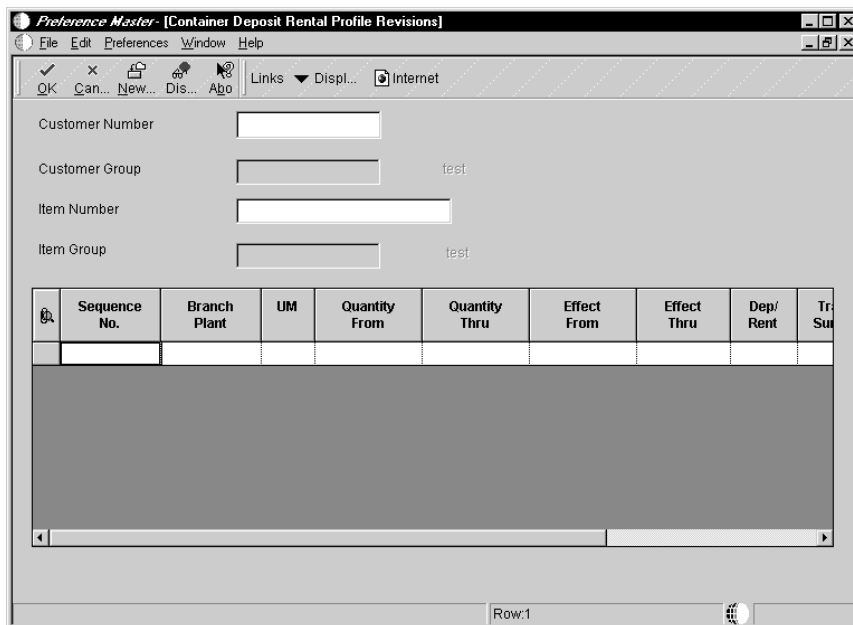 Preference Master - [Container Deposit Rental Profile Revisions]
File Edit Preferences Window Help
OK Can... New... Dis... Abo Links Displ... Internet
Customer Number
Customer Group test
Item Number
Item Group test
Sequence No. Branch Plant UM Quantity From Quantity Thru Effect From Effect Thru Dep/ Rent
Row:1